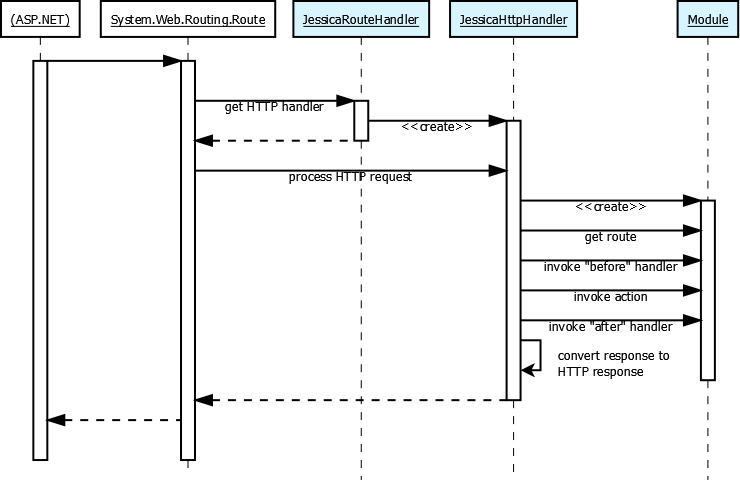 (ASP.NET)
System.Web.Routing.Route
JessicaRouteHandler
JessicaHttpHandler
Module
get HTTP handler
<<create>>
process HTTP request
<<create>>
get route
invoke "before" handler
invoke action
invoke "after" handler
convert response to
HTTP response